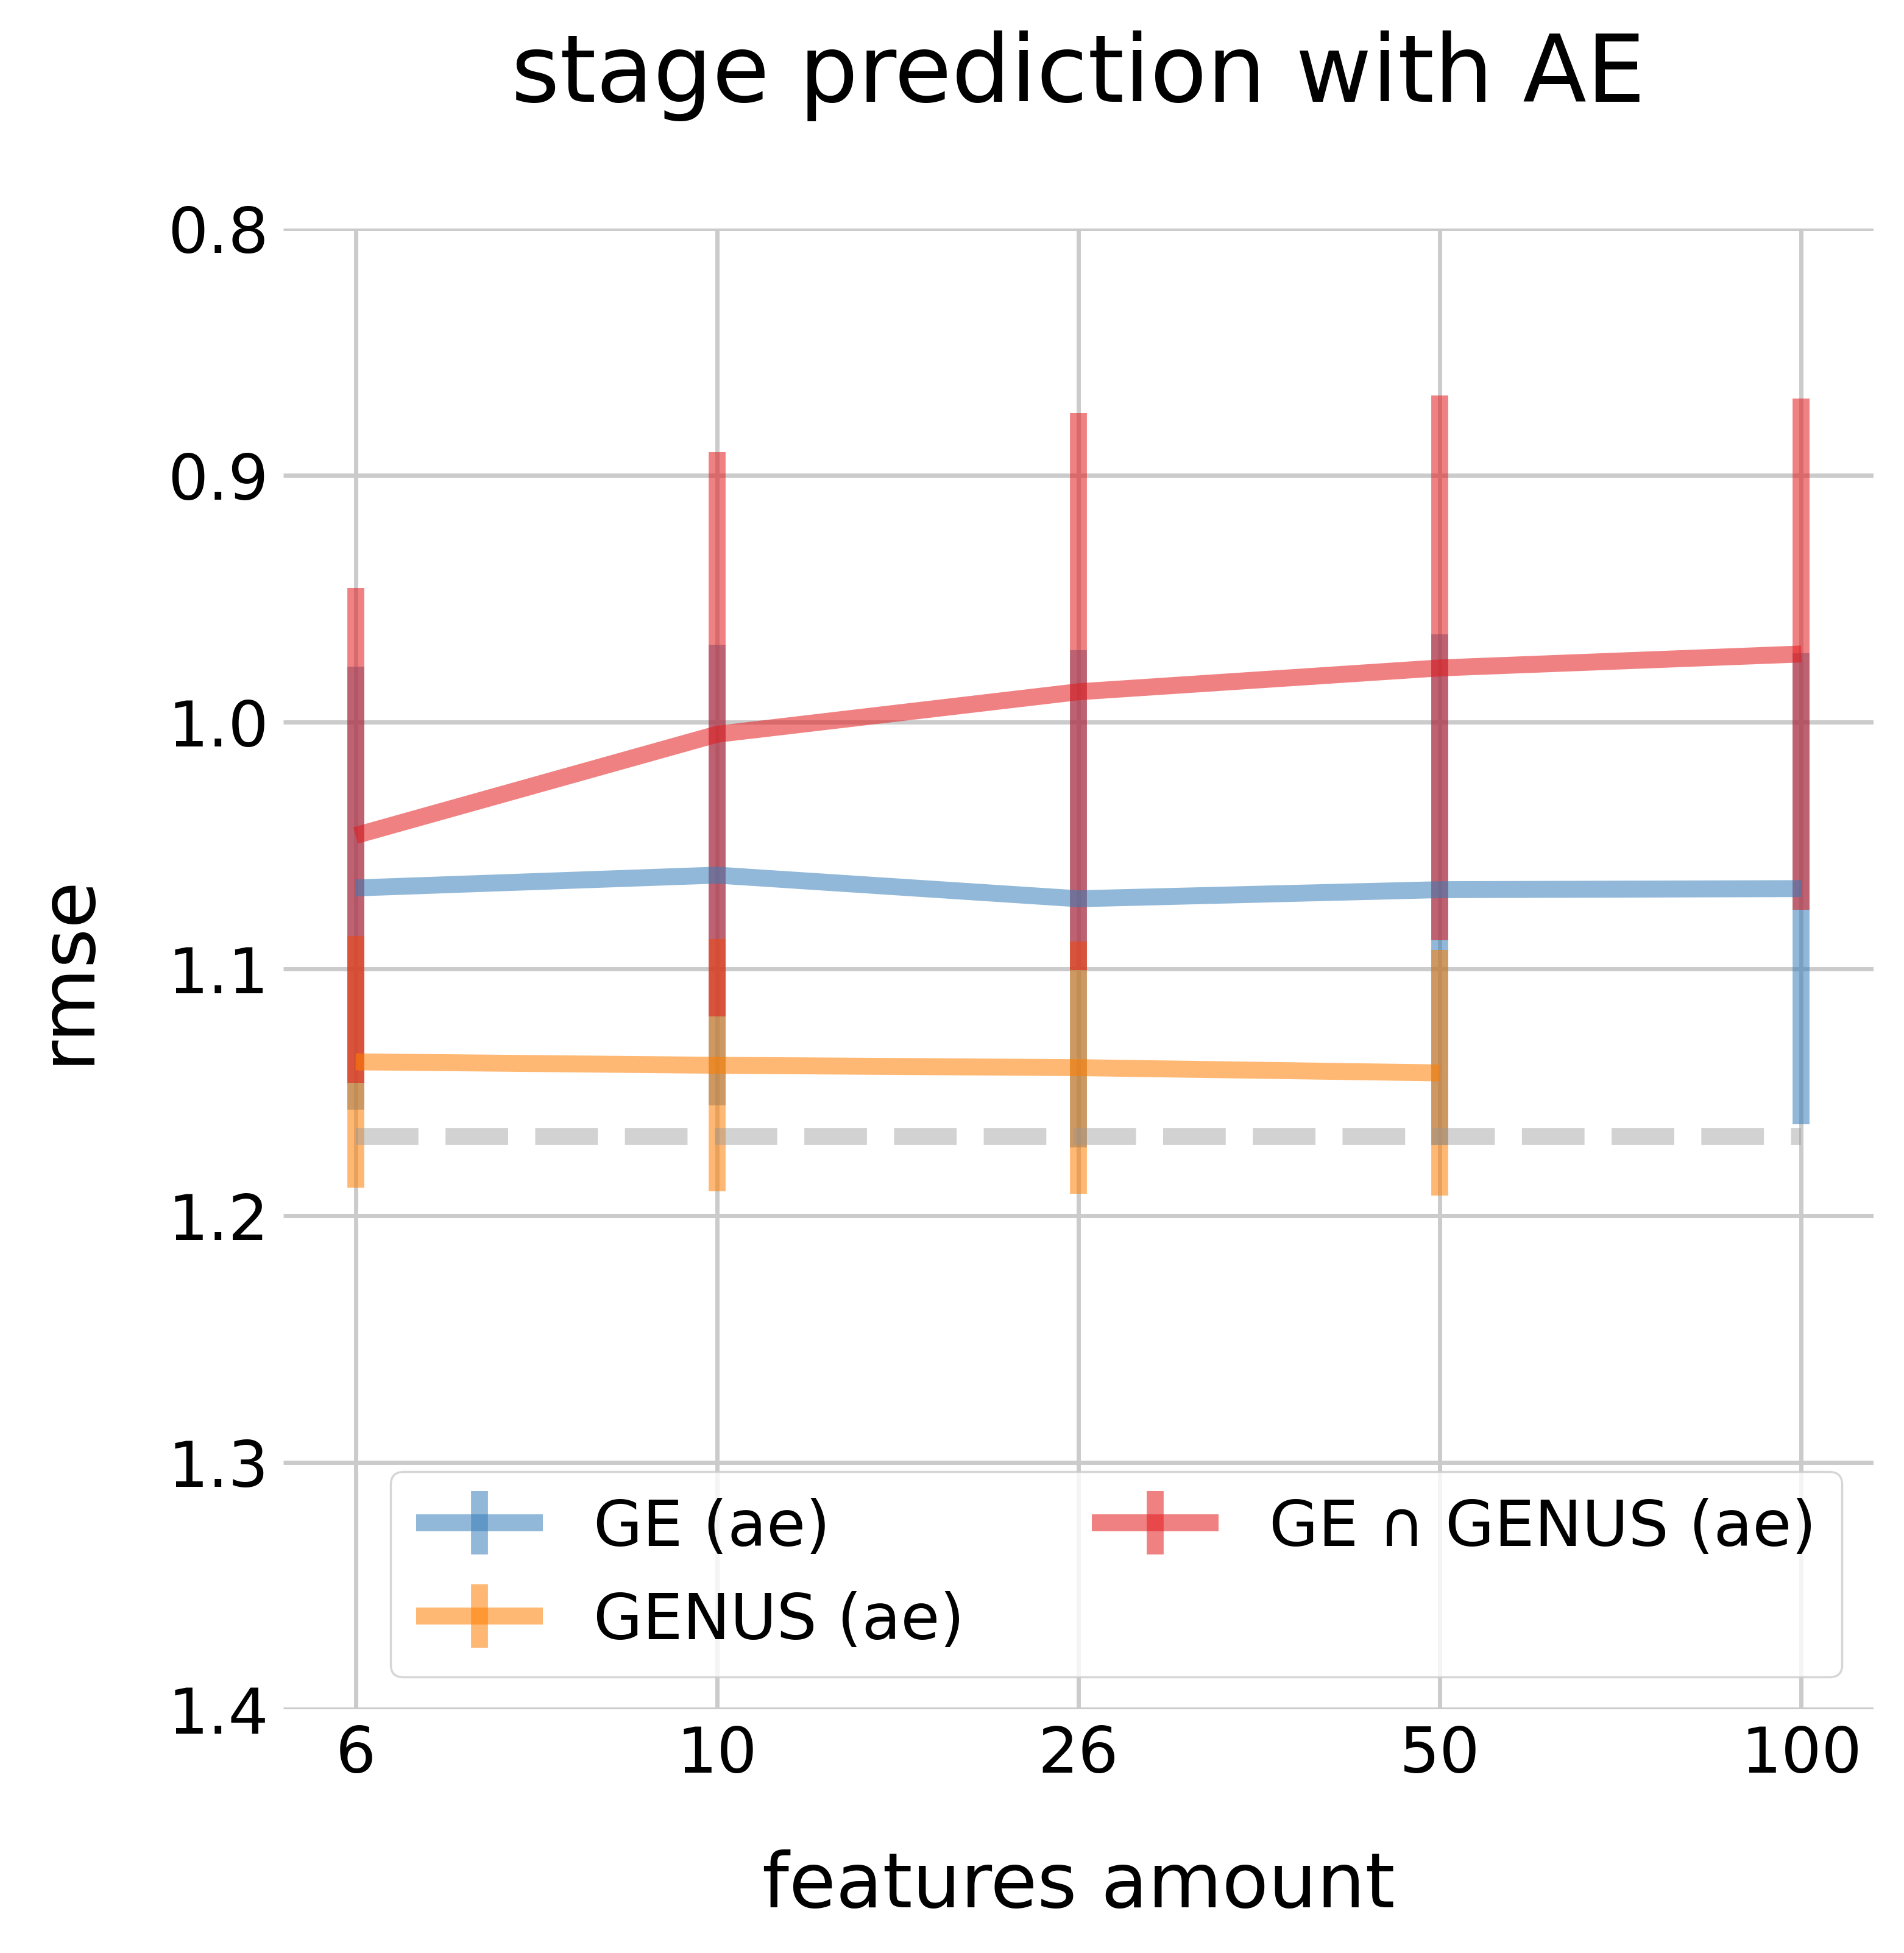 stage prediction with AE
0.8
0.9
1.0
1.1
1.2
1.3
1.4
rmse
GE (ae)
GENUS (ae)
GE ∩ GENUS (ae)
6 10 26 50 100
features amount